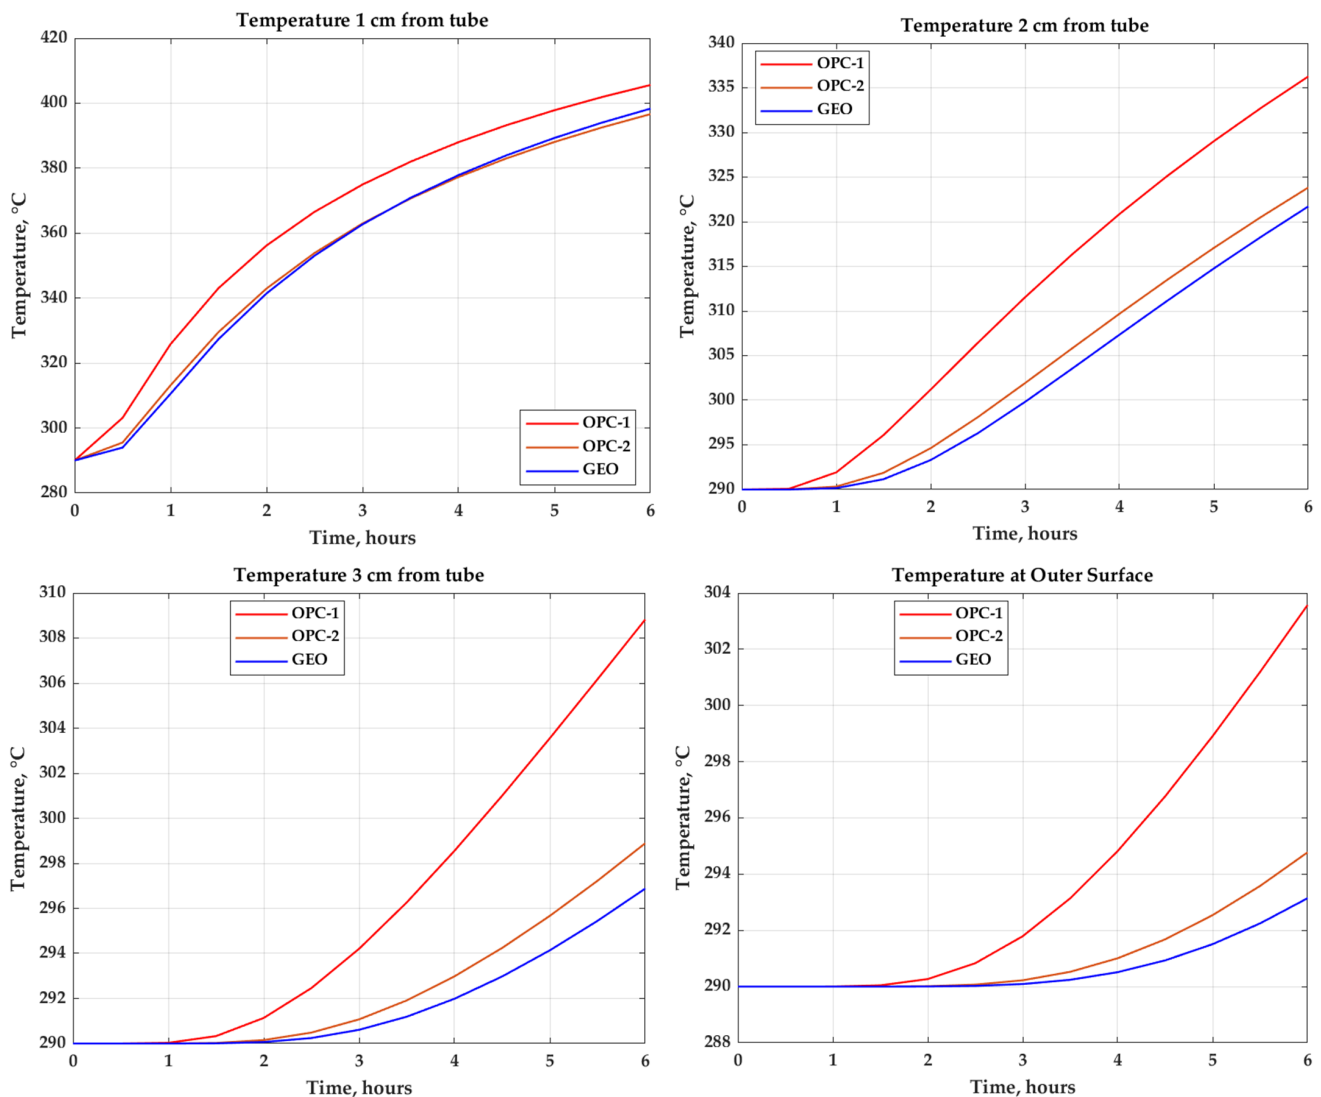 Temperature 1 cm from tube
420
400
380
360
340
320
300
280
Temperature, °C
OPC-1
OPC-2
GEO
0 1 2 3 4 5 6
Time, hours
Temperature 2 cm from tube
340
335
330
325
320
315
310
305
300
295
290
Temperature, °C
OPC-1
OPC-2
GEO
0 1 2 3 4 5 6
Time, hours
Temperature 3 cm from tube
310
308
306
304
302
300
298
296
294
292
290
Temperature, °C
OPC-1
OPC-2
GEO
0 1 2 3 4 5 6
Time, hours
Temperature at Outer Surface
304
302
300
298
296
294
292
290
288
Temperature, °C
OPC-1
OPC-2
GEO
0 1 2 3 4 5 6
Time, hours